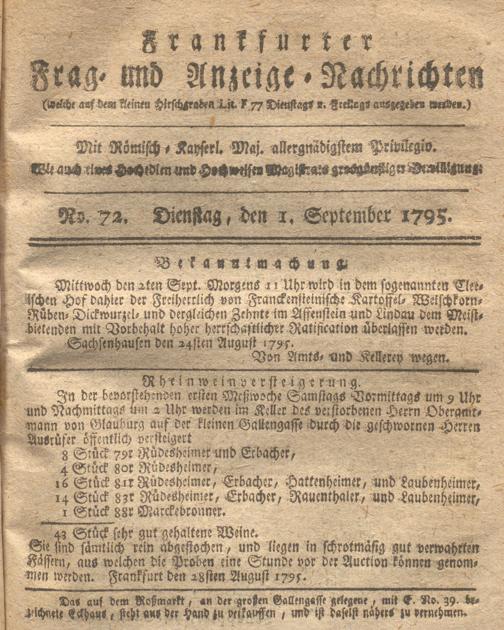 Frankfurter
Frag- und Anzeige-Nachrichten
(welche auf dem kleinen Hirschgraben Lit. F 77 Dienstags u. Freytags ausgegeben werden.)
Mit Römisch-Kayserl. Maj. allergnädigstem Privilegio.
Wie auch eines Hochedlen und Hochweisen Magistrats grosgünstiger Bewilligung.
No. 72. Dienstag, den 1. September 1795.
Bekanntmachung.
Mittwoch den 2ten Sept. Morgens 11 Uhr wird in dem sogenannten Clee-
ischen Hof dahier der Freiherrlich von Franckensteinische Kartoffel- Welschkorn-
Rüben- Dickwurzel- und dergleichen Zehnte im Affenstein und Lindau dem Meist-
bietenden mit Vorbehalt hoher herrschaftlicher Ratification überlassen werden.
Sachsenhausen den 24sten August 1795.
Von Amts- und Kellerey wegen.
Rheinweinversteigerung.
In der bevorstehenden ersten Meßwoche Samstags Vormittags um 9 Uhr
und Nachmittags um 2 Uhr werden im Keller des verstorbenen Herrn Oberamt-
mann von Glauburg auf der kleinen Gallengasse durch die geschwornen Herren
Ausrüfer öffentlich versteigert
8 Stück 79r Rüdesheimer und Erbacher,
4 Stück 80r Rüdesheimer,
16 Stück 81r Rüdesheimer, Erbacher, Hattenheimer, und Laubenheimer,
14 Stück 83r Rüdesheimer, Erbacher, Rauenthaler, und Laubenheimer,
1 Stück 88r Marckebronner.
43 Stück sehr gut gehaltene Weine.
Sie sind sämtlich rein abgestochen, und liegen in schrotmäsig gut verwahrten
Fässern, aus welchen die Proben eine Stunde vor der Auction können genom-
men werden. Frankfurt den 28sten August 1795.
Das auf dem Roßmarkt, an der großen Gallengasse gelegene, mit E. No. 39. be-
zeichnete Eckhaus, steht aus der Hand zu verkauffen, und ist daselbst nähers zu vernehmen.